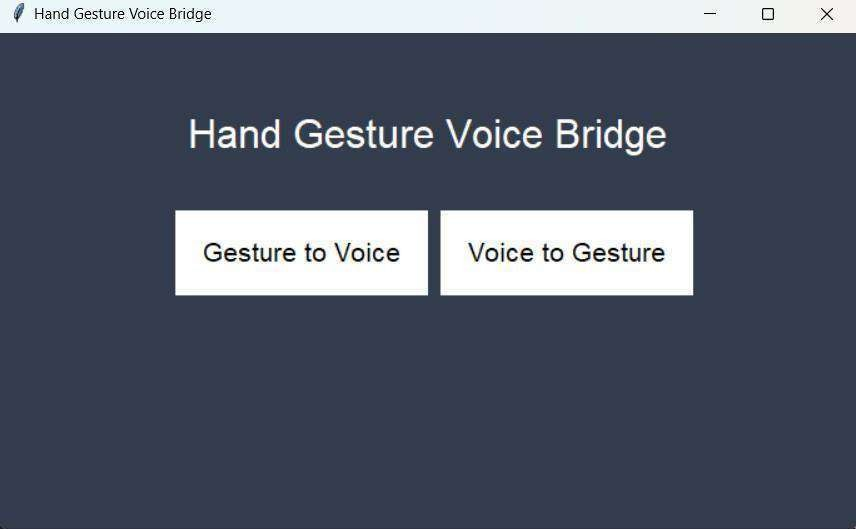 Hand Gesture Voice Bridge
Hand Gesture Voice Bridge
Gesture to Voice
Voice to Gesture